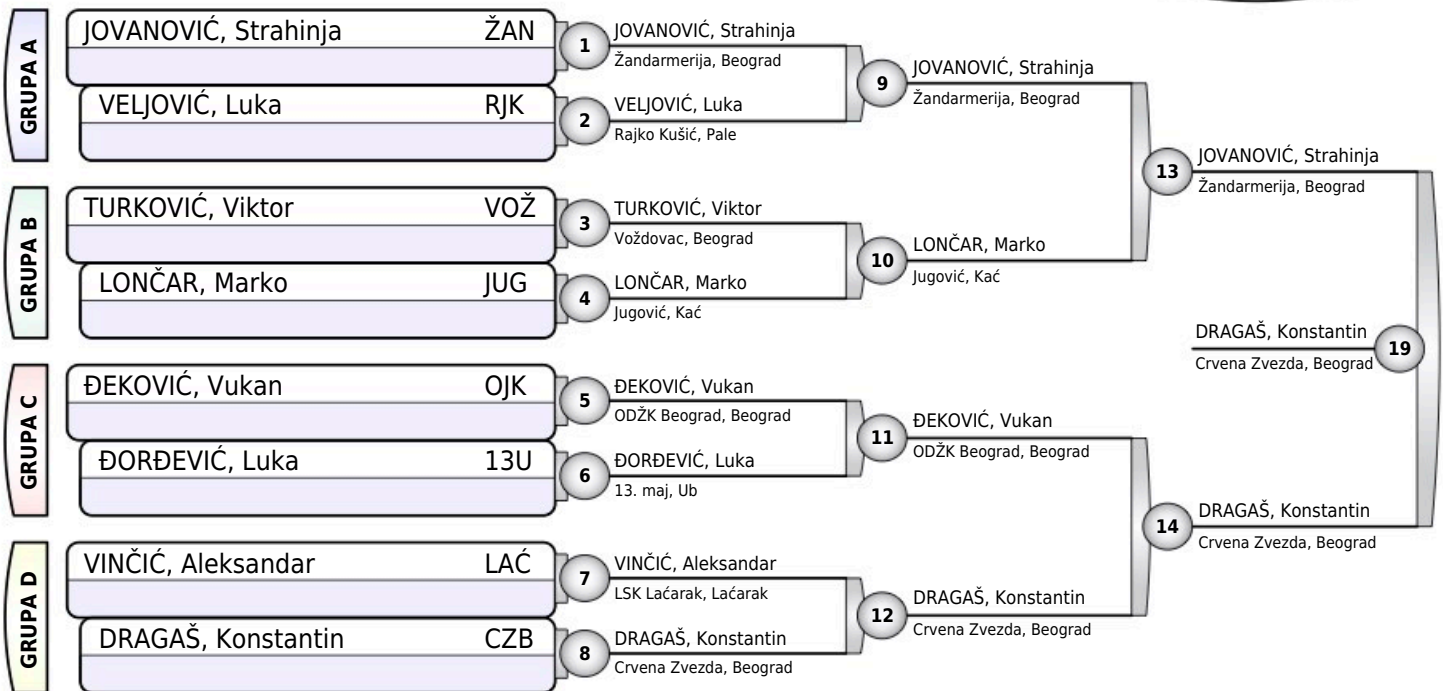 GRUPA A
JOVANOVIĆ, Strahinja ŽAN
VELJOVIĆ, Luka RJK
GRUPA B
TURKOVIĆ, Viktor VOŽ
LONČAR, Marko JUG
GRUPA C
ĐEKOVIĆ, Vukan OJK
ĐORĐEVIĆ, Luka 13U
GRUPA D
VINČIĆ, Aleksandar LAĆ
DRAGAŠ, Konstantin CZB
1
JOVANOVIĆ, Strahinja
Žandarmerija, Beograd
2
VELJOVIĆ, Luka
Rajko Kušić, Pale
3
TURKOVIĆ, Viktor
Voždovac, Beograd
4
LONČAR, Marko
Jugović, Kać
5
ĐEKOVIĆ, Vukan
ODŽK Beograd, Beograd
6
ĐORĐEVIĆ, Luka
13. maj, Ub
7
VINČIĆ, Aleksandar
LSK Laćarak, Laćarak
8
DRAGAŠ, Konstantin
Crvena Zvezda, Beograd
9
JOVANOVIĆ, Strahinja
Žandarmerija, Beograd
10
LONČAR, Marko
Jugović, Kać
11
ĐEKOVIĆ, Vukan
ODŽK Beograd, Beograd
12
DRAGAŠ, Konstantin
Crvena Zvezda, Beograd
13
JOVANOVIĆ, Strahinja
Žandarmerija, Beograd
14
DRAGAŠ, Konstantin
Crvena Zvezda, Beograd
DRAGAŠ, Konstantin
Crvena Zvezda, Beograd
19